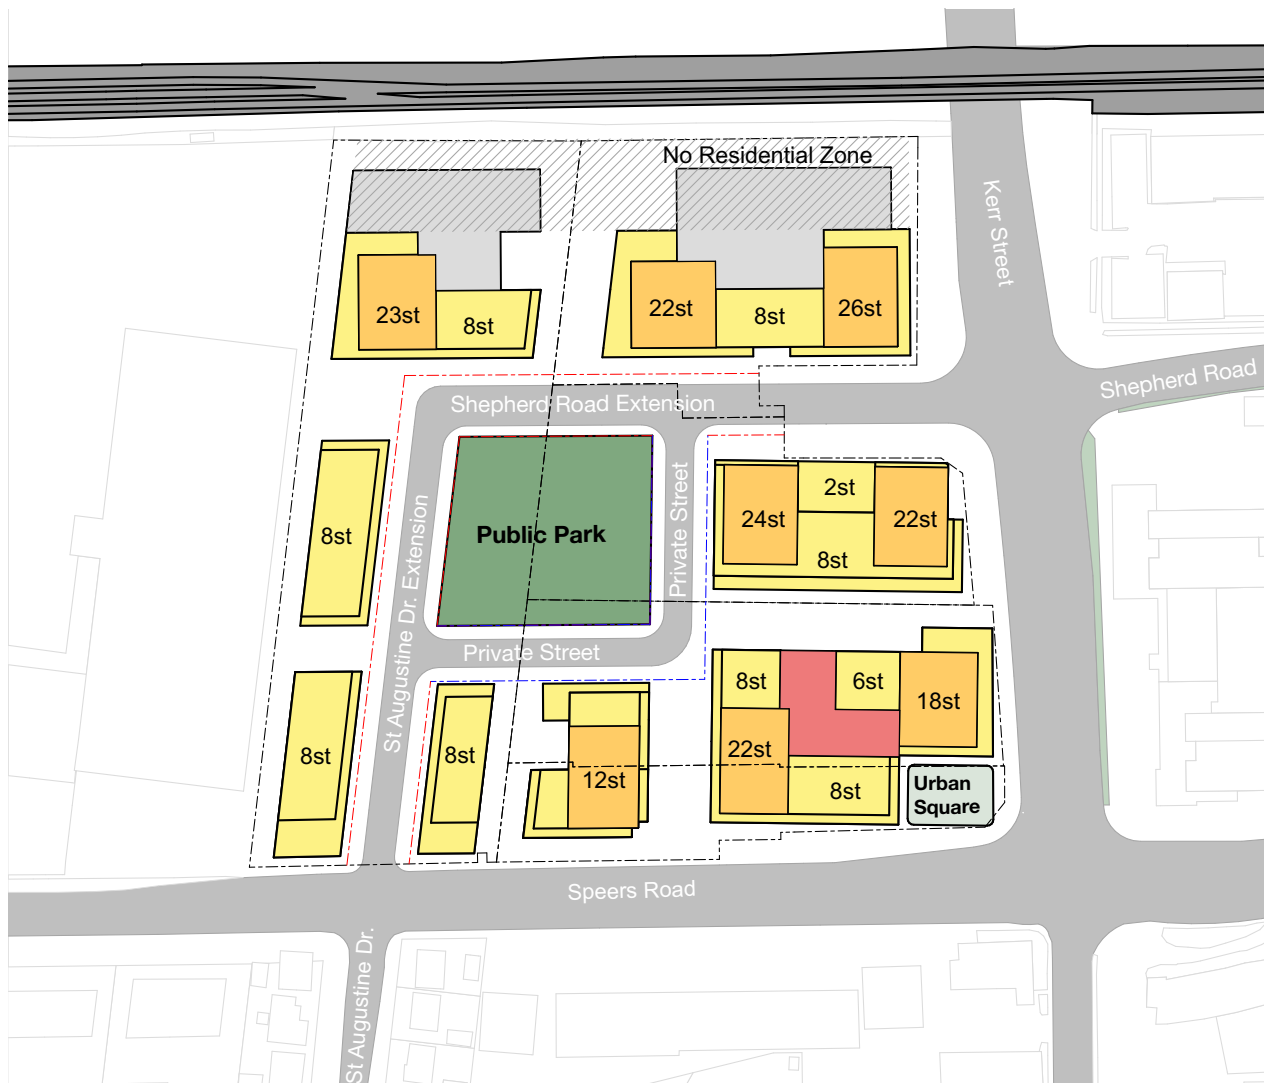 No Residential Zone
Kerr Street
23st
8st
22st
8st
26st
Shepherd Road
Shepherd Road Extension
2st
24st
22st
8st
8st
Public Park
Private Street
St Augustine Dr. Extension
Private Street
8st
6st
18st
8st
8st
22st
12st
8st
Urban
Square
Speers Road
St Augustine Dr.